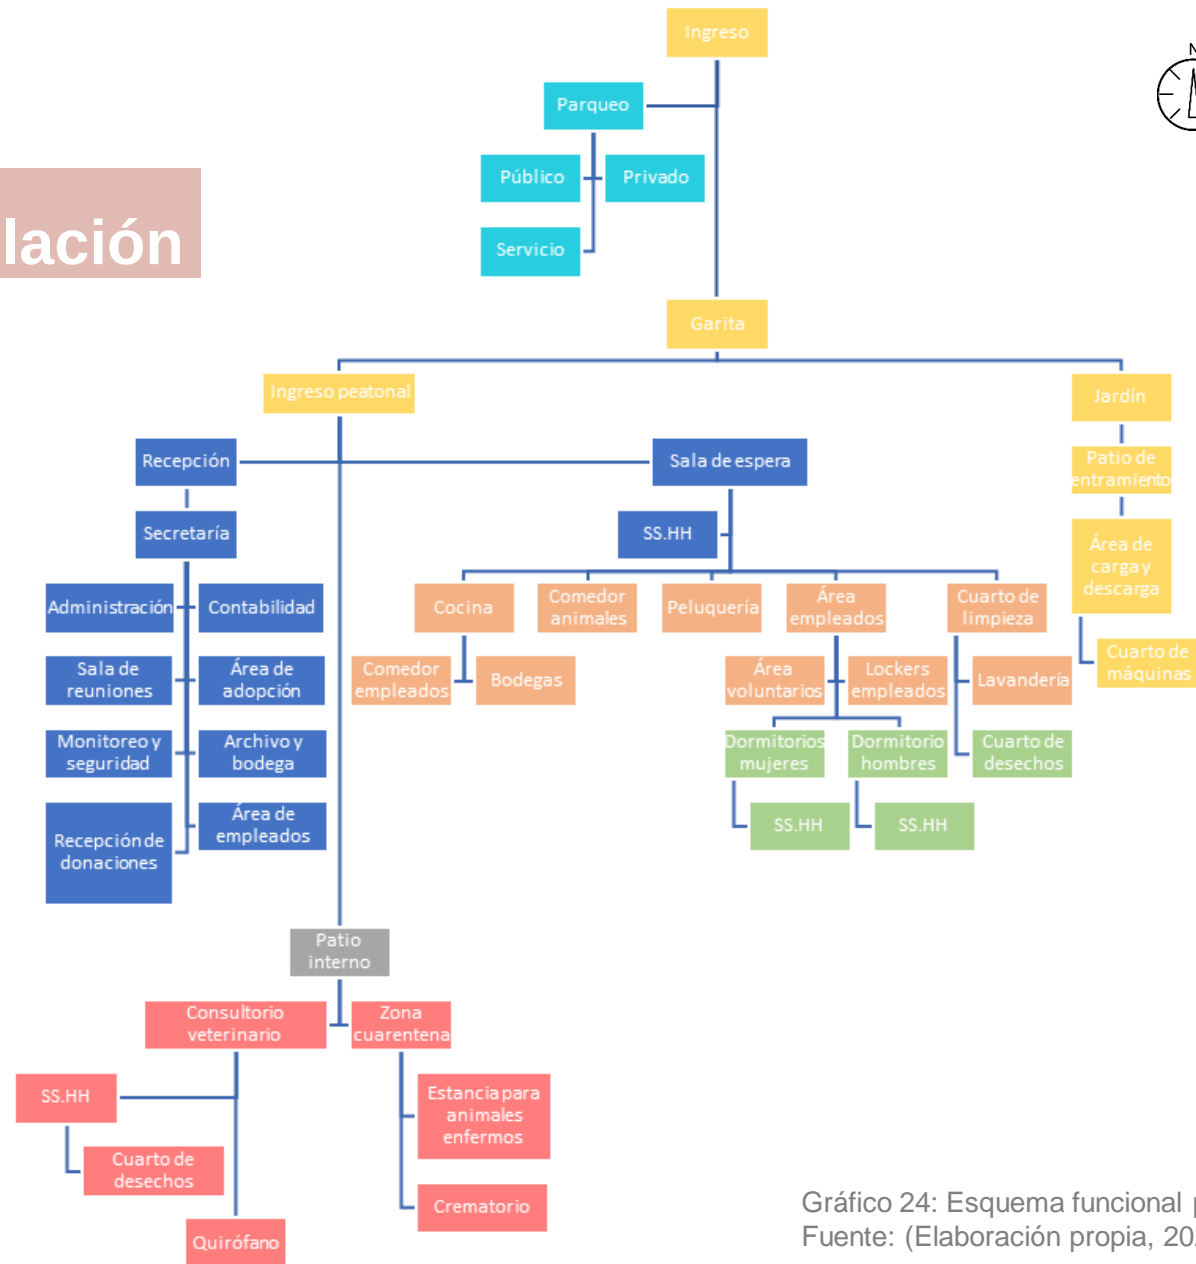 Ingreso
N
Parqueo
Público
Privado
Servicio
lación
Garita
Ingreso peatonal
Jardín
Recepción
Sala de espera
Patio de
entramiento
Secretaría
SS.HH
Área de
carga y
descarga
Administración
Contabilidad
Cocina
Comedor
animales
Peluquería
Área
empleados
Cuarto de
limpieza
Sala de
reuniones
Área de
adopción
Comedor
empleados
Bodegas
Área
voluntarios
Lockers
empleados
Lavandería
Cuarto de
máquinas
Monitoreo y
seguridad
Archivo y
bodega
Dormitorios
mujeres
Dormitorio
hombres
Cuarto de
desechos
Recepción de
donaciones
Área de
empleados
SS.HH
SS.HH
Patio
interno
Consultorio
veterinario
Zona
cuarentena
SS.HH
Estancia para
animales
enfermos
Cuarto de
desechos
Crematorio
Quirófano
Gráfico 24: Esquema funcional
Fuente: (Elaboración propia,